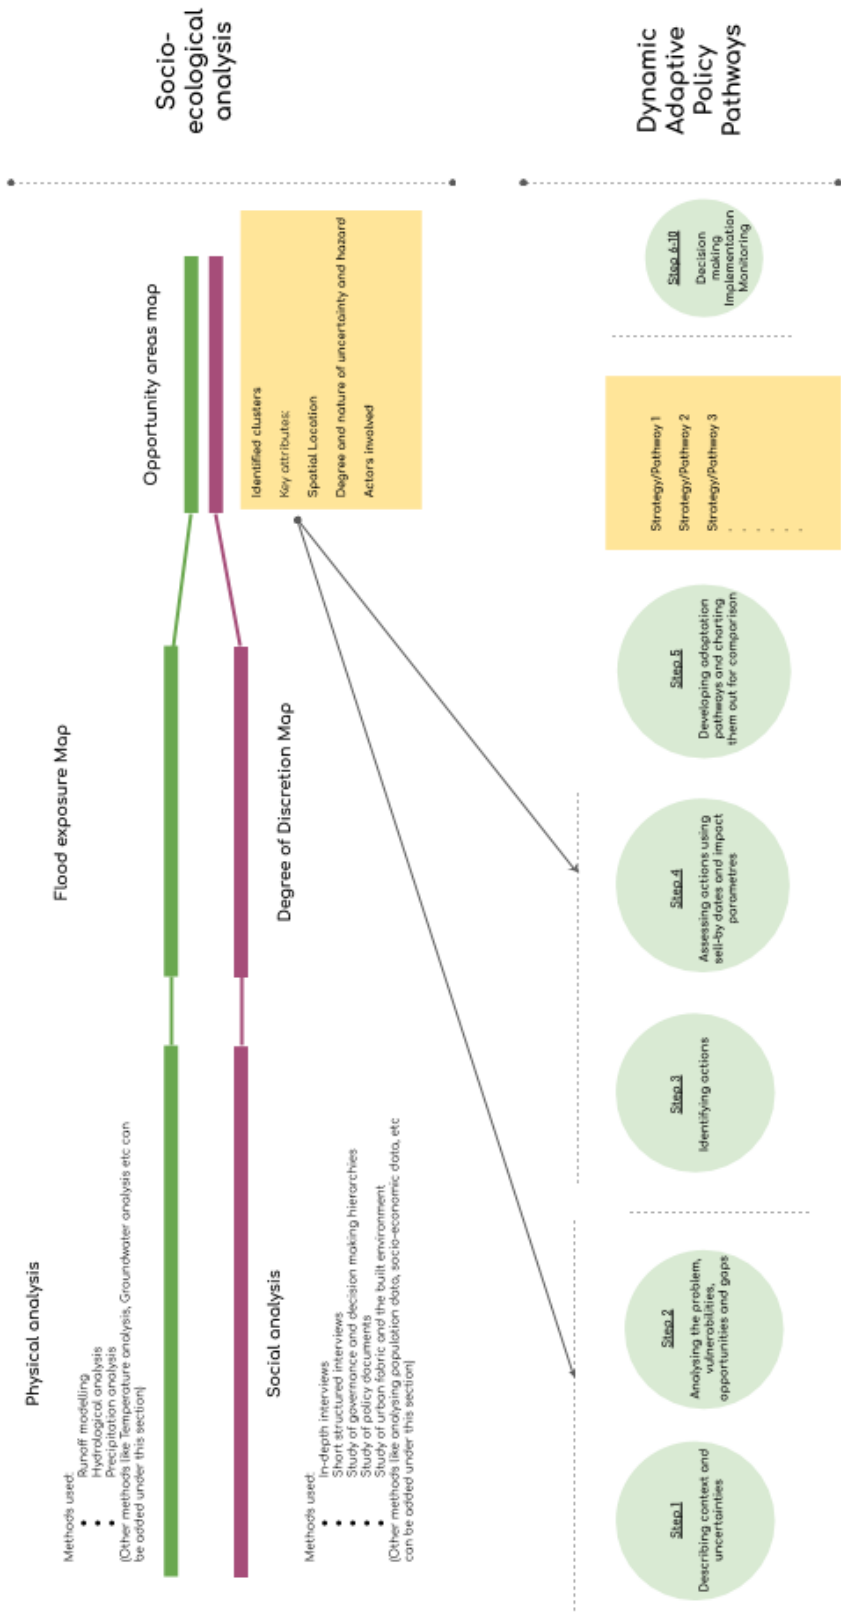 Physical analysis
Methods used:
● Runoff modelling
● Hydrological analysis
● Precipitation analysis
(Other methods like Temperature analysis, Groundwater analysis etc can
be added under this section)
Flood exposure Map
Opportunity areas map
Socio-
ecological
analysis
Social analysis
Methods used:
● In-depth interviews
● Short structured interviews
● Study of governance and decision making hierarchies
● Study of policy documents
● Study of urban fabric and the built environment
(Other methods like analysing population data, socio-economic data, etc
can be added under this section)
Degree of Discretion Map
Identified clusters
Key attributes:
Spatial Location
Degree and nature of uncertainty and hazard
Actors involved
Step 1
Describing context and
uncertainties
Step 2
Analysing the problem,
vulnerabilities,
opportunities and gaps
Step 3
Identifying actions
Step 4
Assessing actions using
sell-by dates and impact
parametres
Step 5
Developing adaptation
pathways and charting
them out for comparison
Strategy/Pathway 1
Strategy/Pathway 2
Strategy/Pathway 3
.
.
.
.
.
.
Step 6-10
Decision
making
Implementation
Monitoring
Dynamic
Adaptive
Policy
Pathways